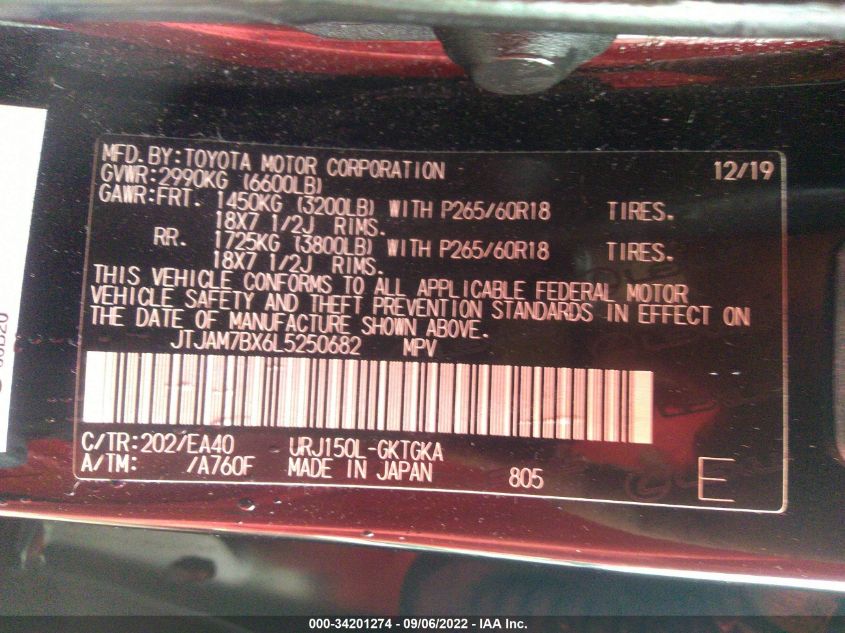 MFD. BY: TOYOTA MOTOR CORPORATION 12/19
GVWR: 2990KG (6600LB)
GAWR: FRT. 1450KG (3200LB) WITH P265/60R18 TIRES.
18X7 1/2J RIMS.
RR. 1725KG (3800LB) WITH P265/60R18 TIRES.
18X7 1/2J RIMS.
THIS VEHICLE CONFORMS TO ALL APPLICABLE FEDERAL MOTOR
VEHICLE SAFETY AND THEFT PREVENTION STANDARDS IN EFFECT ON
THE DATE OF MANUFACTURE SHOWN ABOVE.
JTJAM7BX6L5250682 MPV
C/TR: 202/EA40 URJ150L-GKTGKA
A/TM: /A760F MADE IN JAPAN 805 E
000-34201274 - 09/06/2022 - IAA Inc.